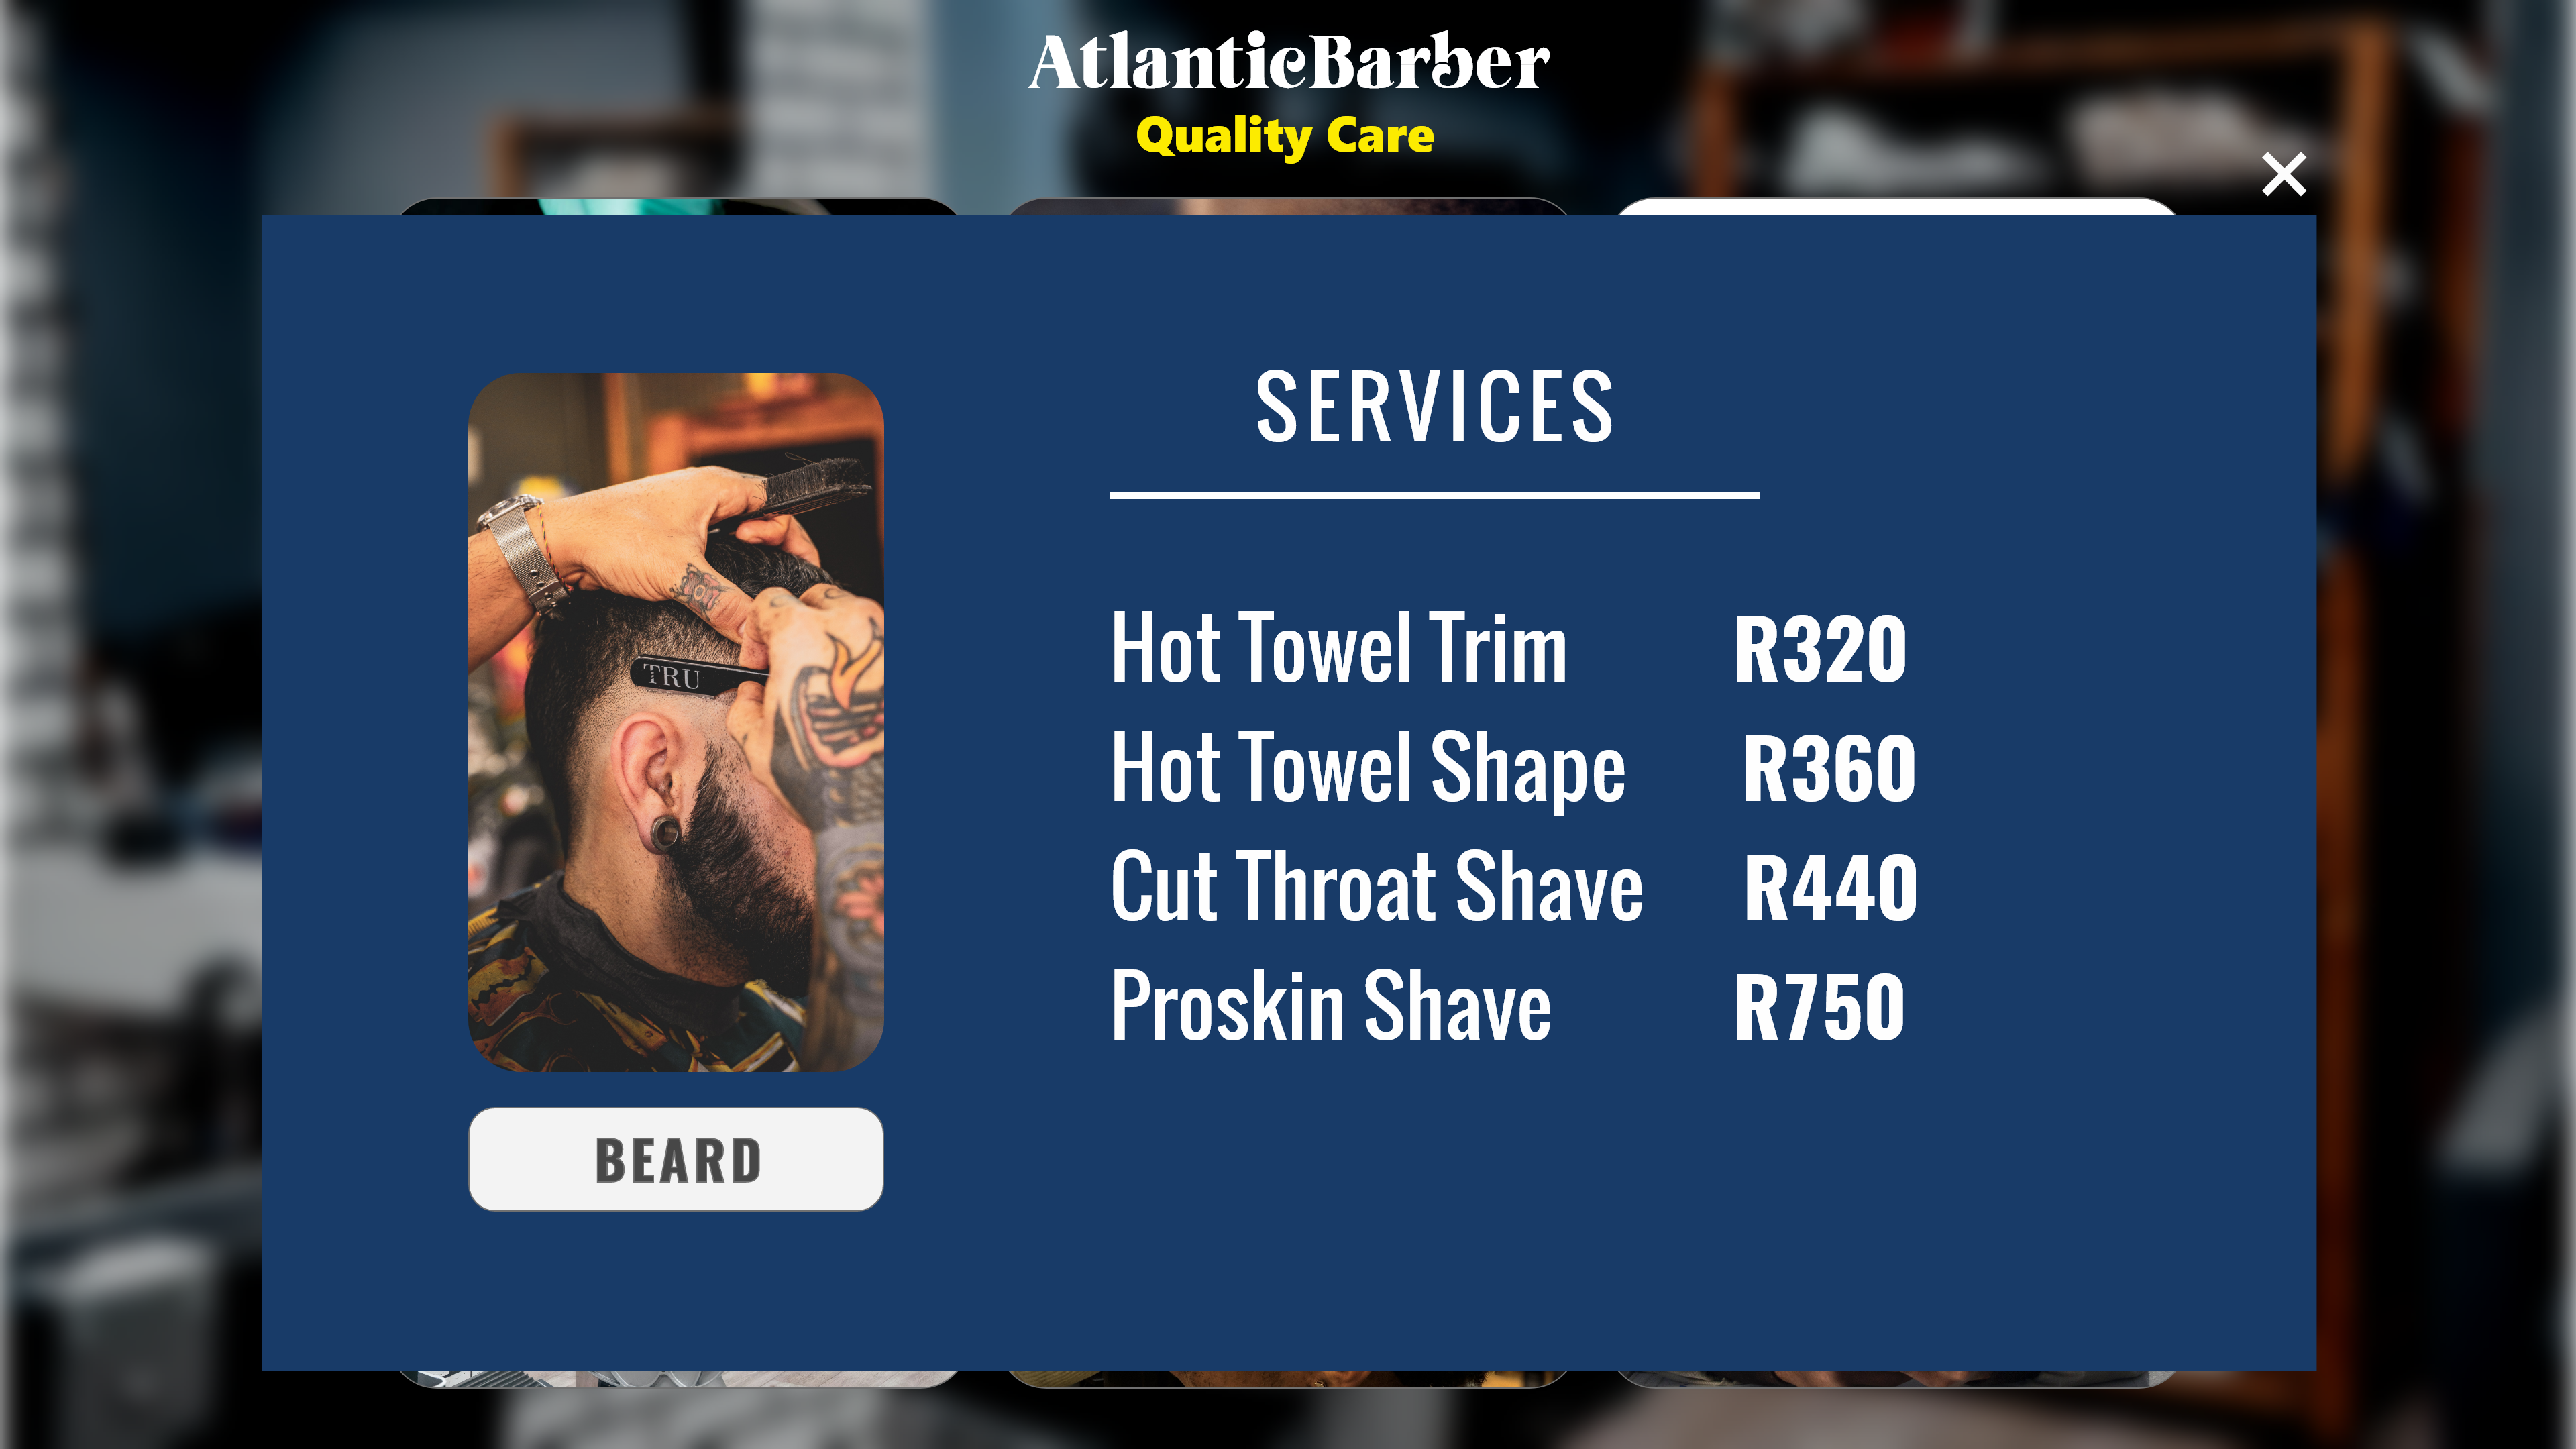 AtlanticBarber
Quality Care
SERVICES
TRU
Hot Towel Trim R320
Hot Towel Shape R360
Cut Throat Shave R440
Proskin Shave R750
BEARD